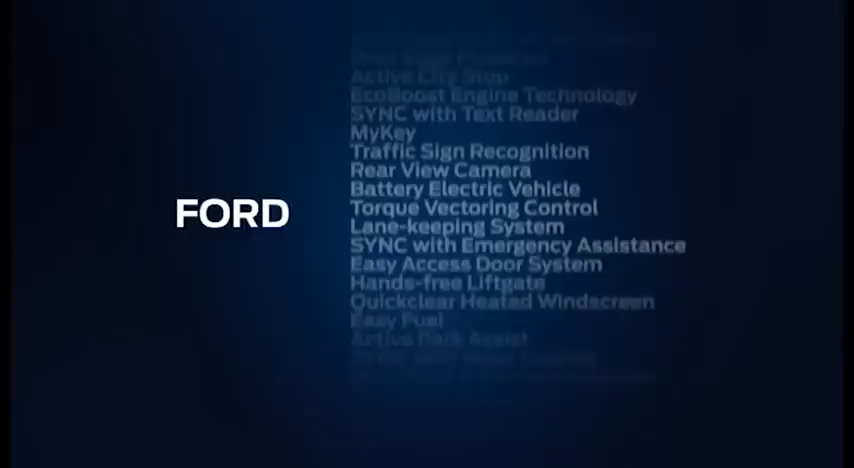 Active City Stop
EcoBoost Engine Technology
SYNC with Text Reader
MyKey
Traffic Sign Recognition
Rear View Camera
Battery Electric Vehicle
FORD
Torque Vectoring Control
Lane-keeping System
SYNC with Emergency Assistance
Easy Access Door System
Hands-free Liftgate
Quickclear Heated Windscreen
Easy Fuel
Active Park Assist